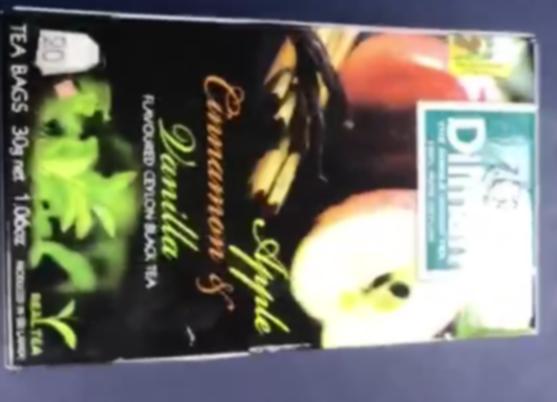 Dilmah
Apple
Cinnamon &
Vanilla
FLAVOURED CEYLON BLACK TEA
20
TEA BAGS 30g net 1.06oz
REAL TEA